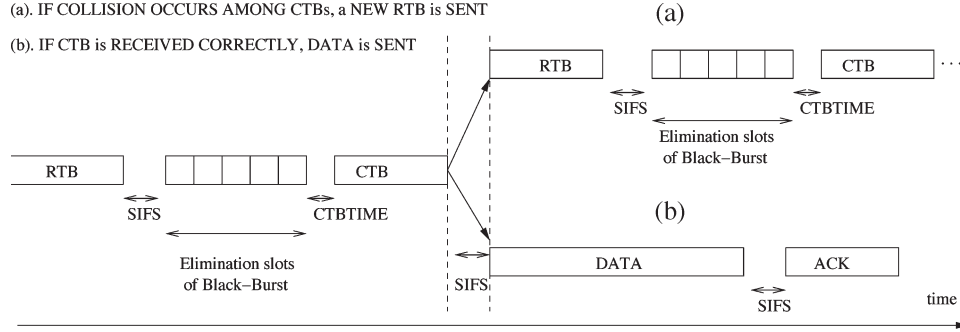 (a). IF COLLISION OCCURS AMONG CTBs, a NEW RTB is SENT
(a)
(b). IF CTB is RECEIVED CORRECTLY, DATA is SENT
RTB
CTB
...
SIFS
CTBTIME
Elimination slots
of Black-Burst
RTB
CTB
SIFS
CTBTIME
Elimination slots
of Black-Burst
(b)
SIFS
DATA
ACK
SIFS
time